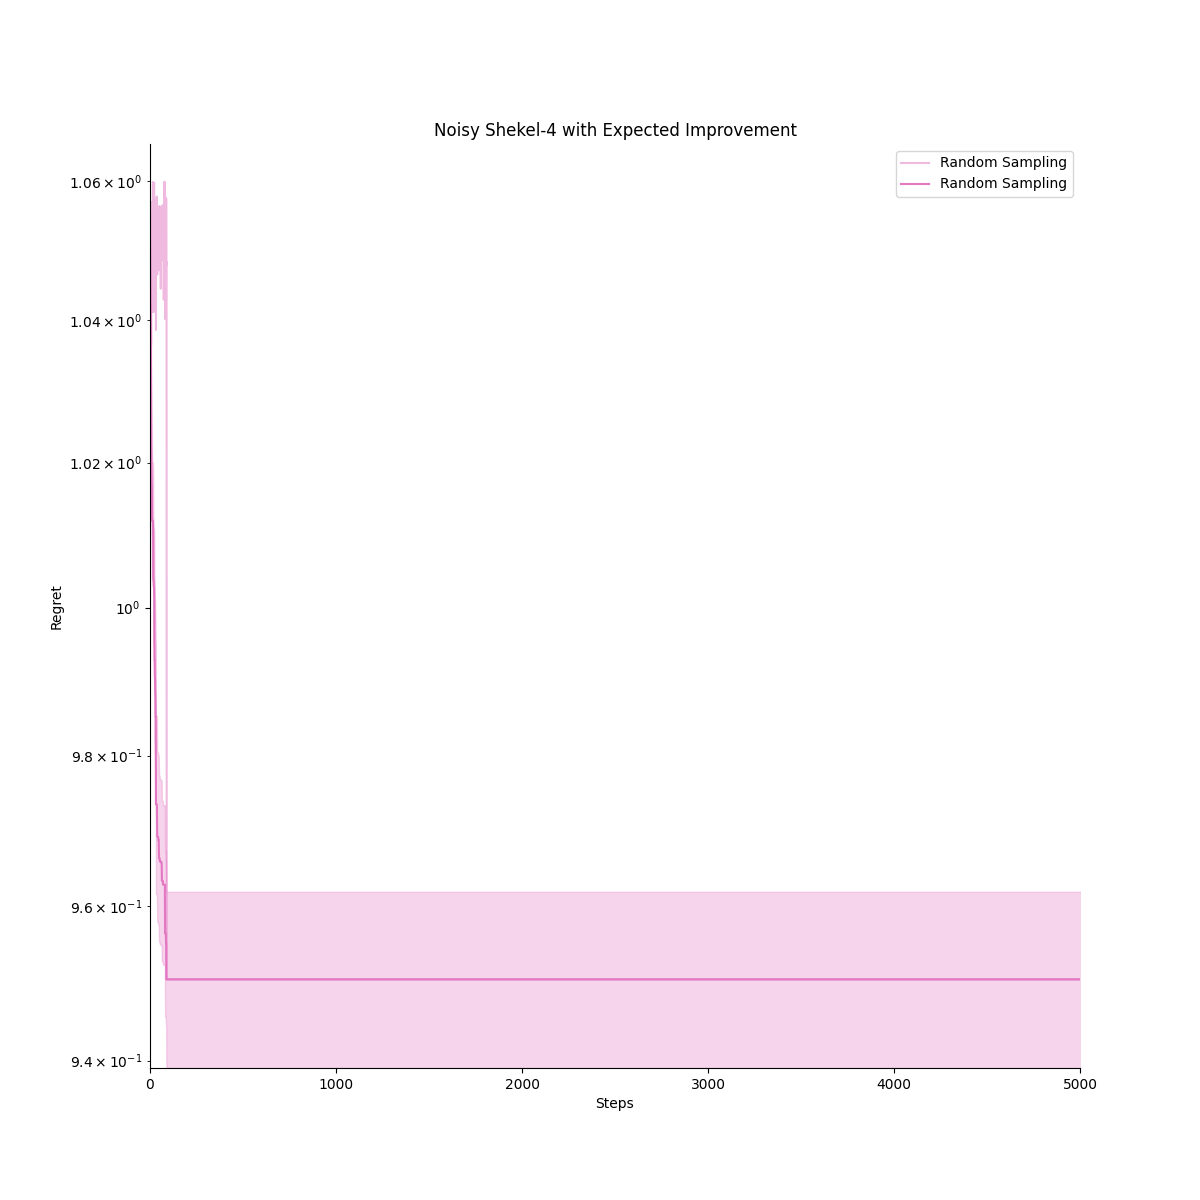 Noisy Shekel-4 with Expected Improvement
Random Sampling
Random Sampling
1.06 × 10⁰
1.04 × 10⁰
1.02 × 10⁰
10⁰
9.8 × 10⁻¹
9.6 × 10⁻¹
9.4 × 10⁻¹
Regret
0 1000 2000 3000 4000 5000
Steps